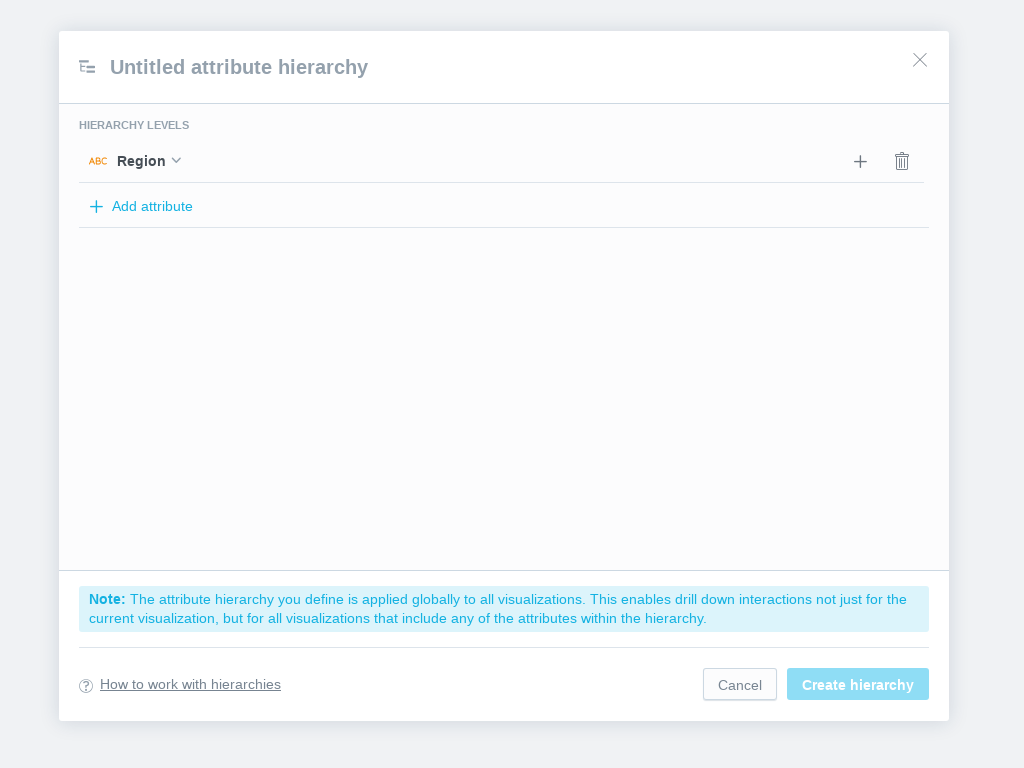 Untitled attribute hierarchy
HIERARCHY LEVELS
ABC Region
Add attribute
Note: The attribute hierarchy you define is applied globally to all visualizations. This enables drill down interactions not just for the
current visualization, but for all visualizations that include any of the attributes within the hierarchy.
How to work with hierarchies
Cancel
Create hierarchy